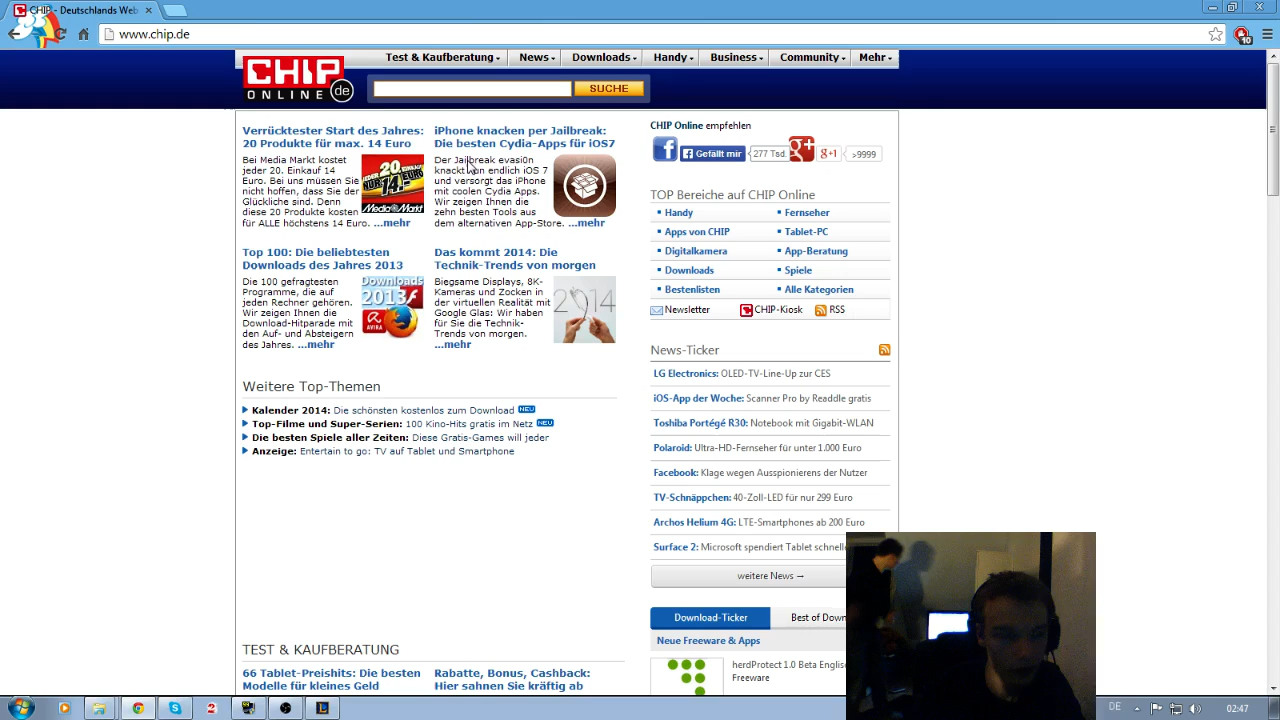 CHIP - Deutschlands Web
www.chip.de
10
Test & Kaufberatung
News
Downloads
Handy
Business
Community
Mehr
CHIP
ONLINE
de
SUCHE
Verrücktester Start des Jahres:
20 Produkte für max. 14 Euro
Bei Media Markt kostet
jeder 20. Einkauf 14
Euro. Bei uns müssen Sie
nicht hoffen, dass Sie der
Glückliche sind. Denn
diese 20 Produkte kosten
für ALLE höchstens 14 Euro. ...mehr
JEDER 20.
NUR 14.-
Media Markt
iPhone knacken per Jailbreak:
Die besten Cydia-Apps für iOS7
Der Jailbreak evasi0n
knackt nun endlich iOS 7
und versorgt das iPhone
mit coolen Cydia Apps.
Wir zeigen Ihnen die
zehn besten Tools aus
dem alternativen App-Store. ...mehr
Top 100: Die beliebtesten
Downloads des Jahres 2013
Die 100 gefragtesten
Programme, die auf
jeden Rechner gehören.
Wir zeigen Ihnen die
Download-Hitparade mit
den Auf- und Absteigern
des Jahres. ...mehr
Downloads
2013
AVIRA
Das kommt 2014: Die
Technik-Trends von morgen
Biegsame Displays, 8K-
Kameras und Zocken in
der virtuellen Realität mit
Google Glas: Wir haben
für Sie die Technik-
Trends von morgen.
...mehr
2014
Weitere Top-Themen
Kalender 2014: Die schönsten kostenlos zum Download NEU
Top-Filme und Super-Serien: 100 Kino-Hits gratis im Netz NEU
Die besten Spiele aller Zeiten: Diese Gratis-Games will jeder
Anzeige: Entertain to go: TV auf Tablet und Smartphone
TEST & KAUFBERATUNG
66 Tablet-Preishits: Die besten
Modelle für kleines Geld
Rabatte, Bonus, Cashback:
Hier sahnen Sie kräftig ab
CHIP Online empfehlen
Gefällt mir
277 Tsd.
g+1
>9999
TOP Bereiche auf CHIP Online
Handy
Fernseher
Apps von CHIP
Tablet-PC
Digitalkamera
App-Beratung
Downloads
Spiele
Bestenlisten
Alle Kategorien
Newsletter
CHIP-Kiosk
RSS
News-Ticker
LG Electronics: OLED-TV-Line-Up zur CES
iOS-App der Woche: Scanner Pro by Readdle gratis
Toshiba Portégé R30: Notebook mit Gigabit-WLAN
Polaroid: Ultra-HD-Fernseher für unter 1.000 Euro
Facebook: Klage wegen Ausspionierens der Nutzer
TV-Schnäppchen: 40-Zoll-LED für nur 299 Euro
Archos Helium 4G: LTE-Smartphones ab 200 Euro
Surface 2: Microsoft spendiert Tablet schnell
weitere News →
Download-Ticker
Best of Down
Neue Freeware & Apps
herdProtect 1.0 Beta Englis
Freeware
DE
02:47